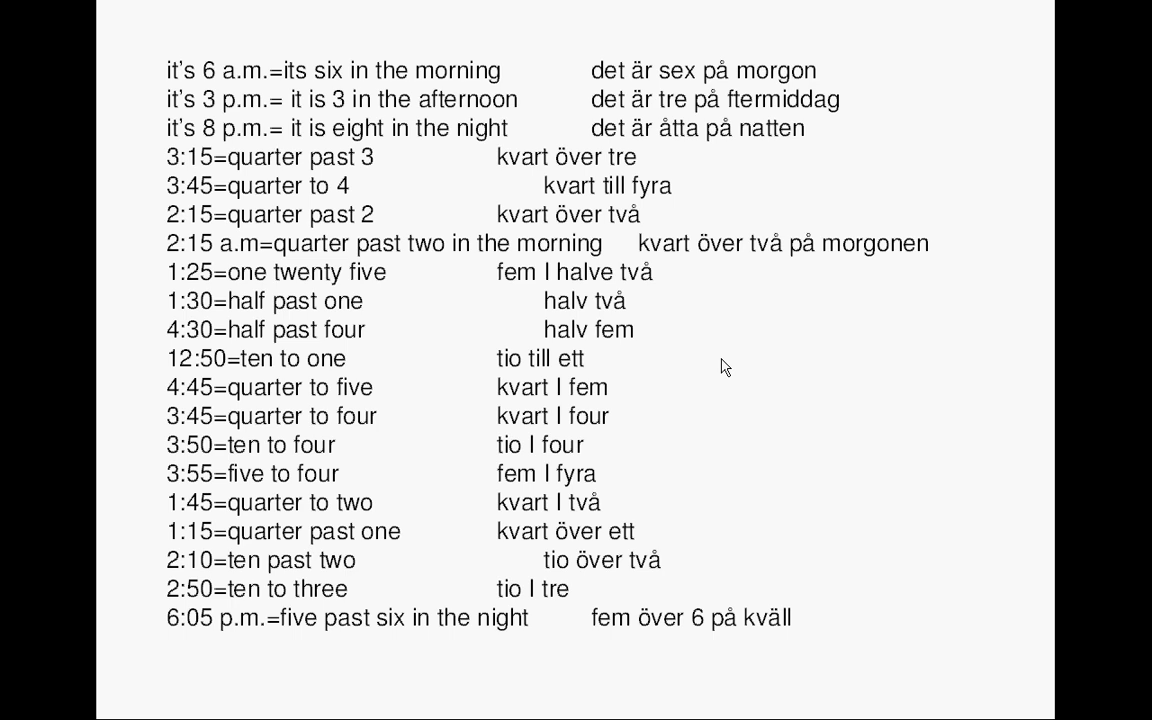 it's 6 a.m.=its six in the morning det är sex på morgon
it's 3 p.m.= it is 3 in the afternoon det är tre på ftermiddag
it's 8 p.m.= it is eight in the night det är åtta på natten
3:15=quarter past 3 kvart över tre
3:45=quarter to 4 kvart till fyra
2:15=quarter past 2 kvart över två
2:15 a.m=quarter past two in the morning kvart över två på morgonen
1:25=one twenty five fem I halve två
1:30=half past one halv två
4:30=half past four halv fem
12:50=ten to one tio till ett
4:45=quarter to five kvart I fem
3:45=quarter to four kvart I four
3:50=ten to four tio I four
3:55=five to four fem I fyra
1:45=quarter to two kvart I två
1:15=quarter past one kvart över ett
2:10=ten past two tio över två
2:50=ten to three tio I tre
6:05 p.m.=five past six in the night fem över 6 på kväll